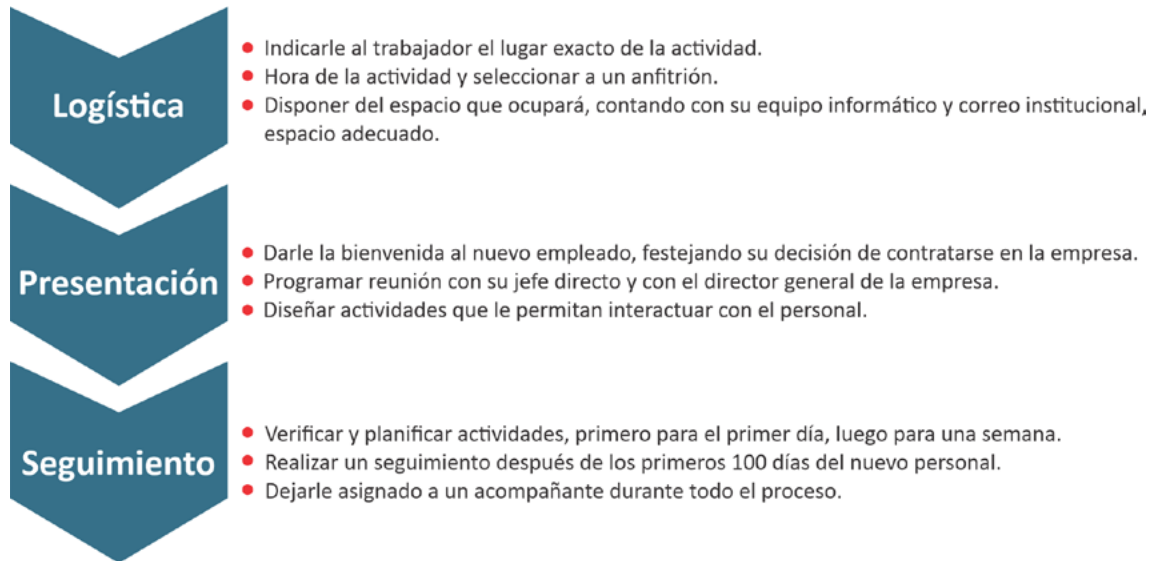 Logística
• Indicarle al trabajador el lugar exacto de la actividad.
• Hora de la actividad y seleccionar a un anfitrión.
• Disponer del espacio que ocupará, contando con su equipo informático y correo institucional,
espacio adecuado.
Presentación
• Darle la bienvenida al nuevo empleado, festejando su decisión de contratarse en la empresa.
• Programar reunión con su jefe directo y con el director general de la empresa.
• Diseñar actividades que le permitan interactuar con el personal.
Seguimiento
• Verificar y planificar actividades, primero para el primer día, luego para una semana.
• Realizar un seguimiento después de los primeros 100 días del nuevo personal.
• Dejarle asignado a un acompañante durante todo el proceso.